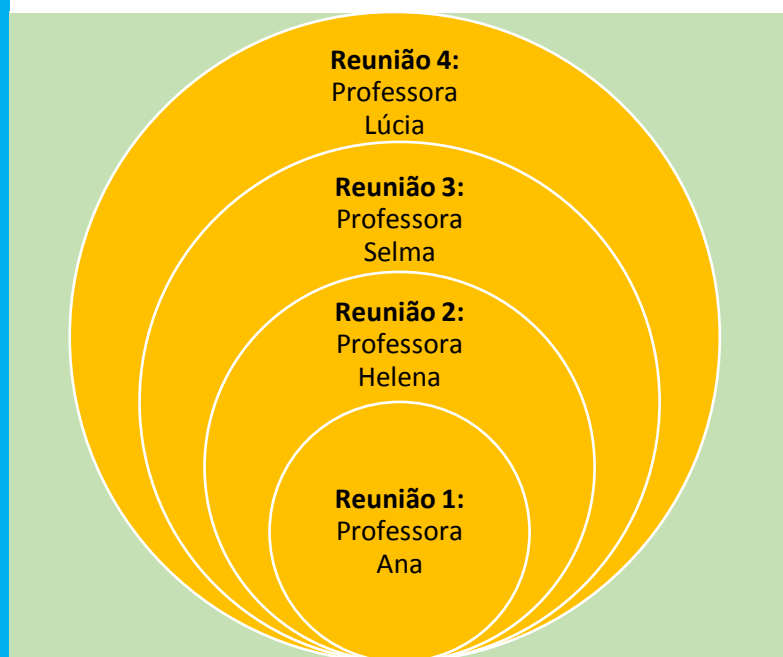 Reunião 4:
Professora
Lúcia
Reunião 3:
Professora
Selma
Reunião 2:
Professora
Helena
Reunião 1:
Professora
Ana